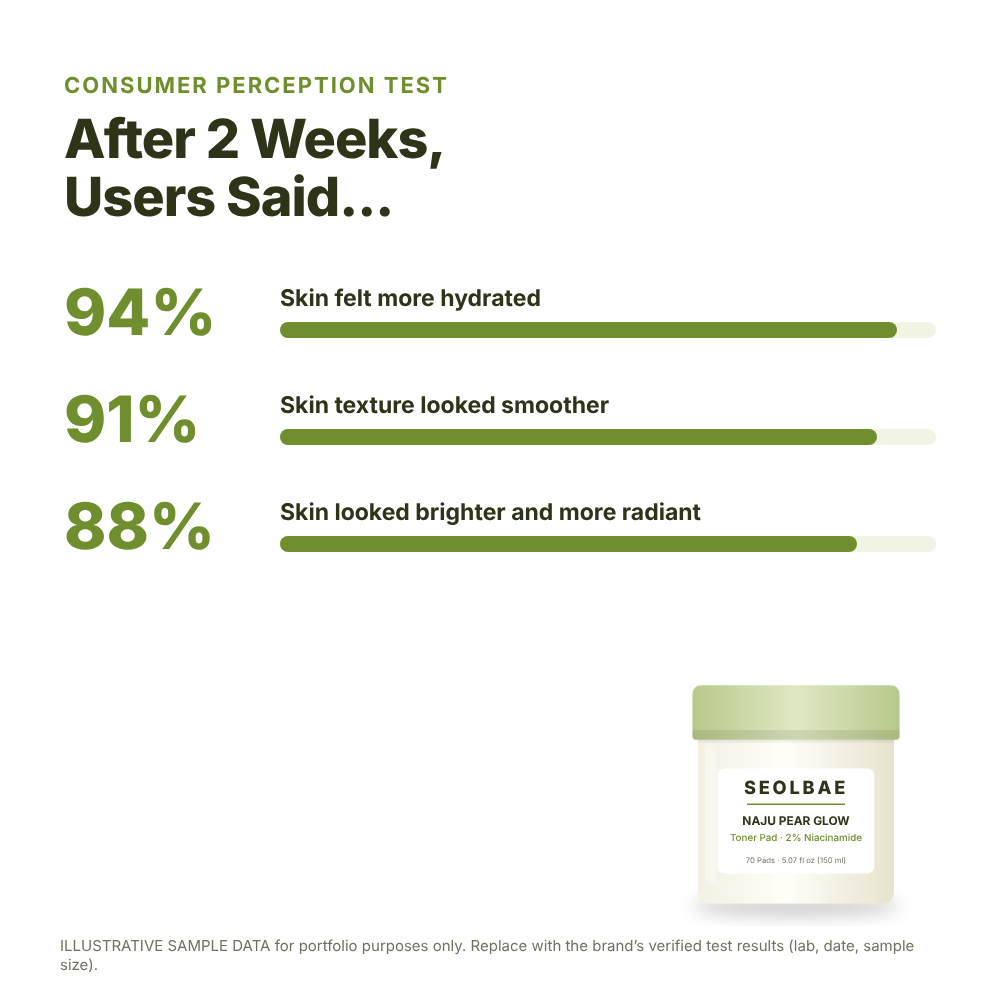 CONSUMER PERCEPTION TEST
After 2 Weeks,
Users Said…
94%
Skin felt more hydrated
91%
Skin texture looked smoother
88%
Skin looked brighter and more radiant
SEOLBAE
NAJU PEAR GLOW
Toner Pad · 2% Niacinamide
70 Pads · 5.07 fl oz (150 ml)
ILLUSTRATIVE SAMPLE DATA for portfolio purposes only. Replace with the brand’s verified test results (lab, date, sample
size).